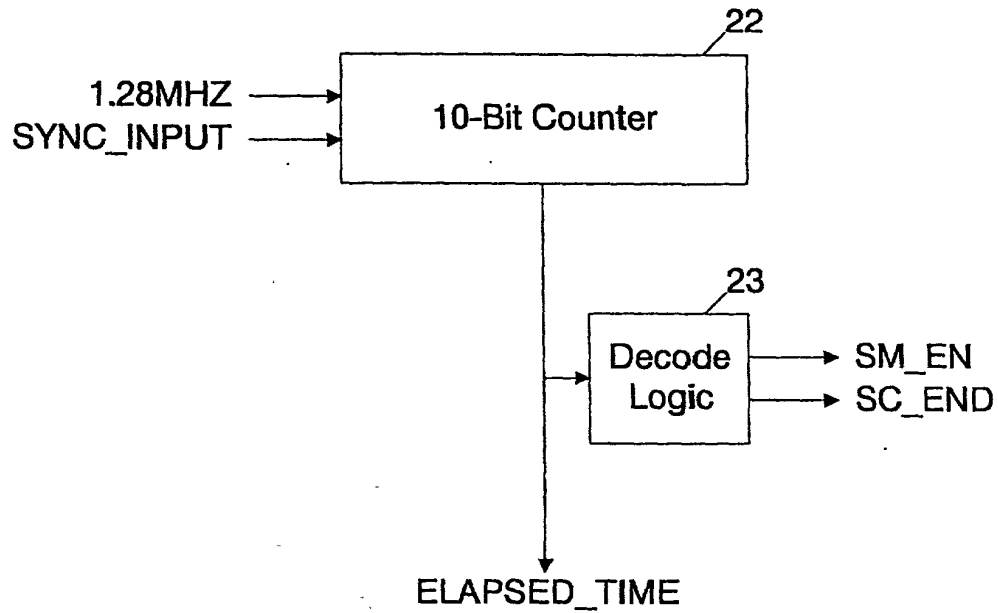 22
1.28MHZ
SYNC_INPUT
10-Bit Counter
23
Decode
Logic
SM_EN
SC_END
ELAPSED_TIME